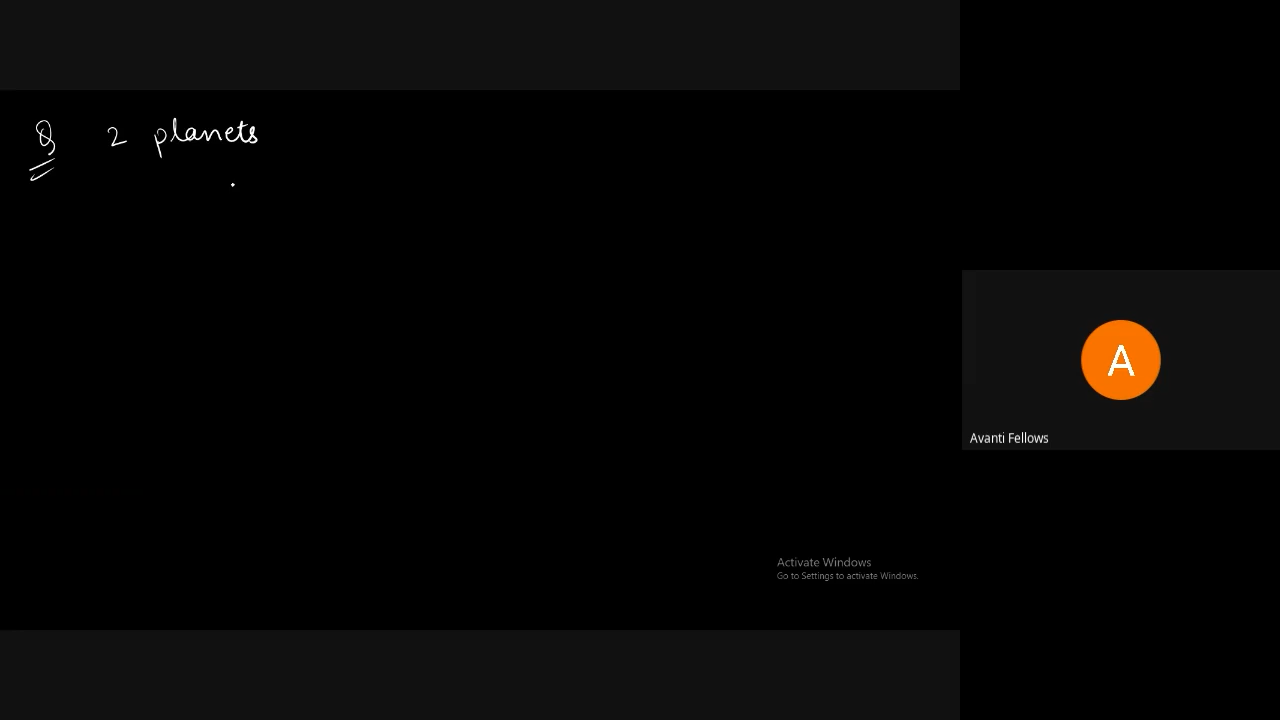 Q 2 planets
A
Avanti Fellows
Activate Windows
Go to Settings to activate Windows.